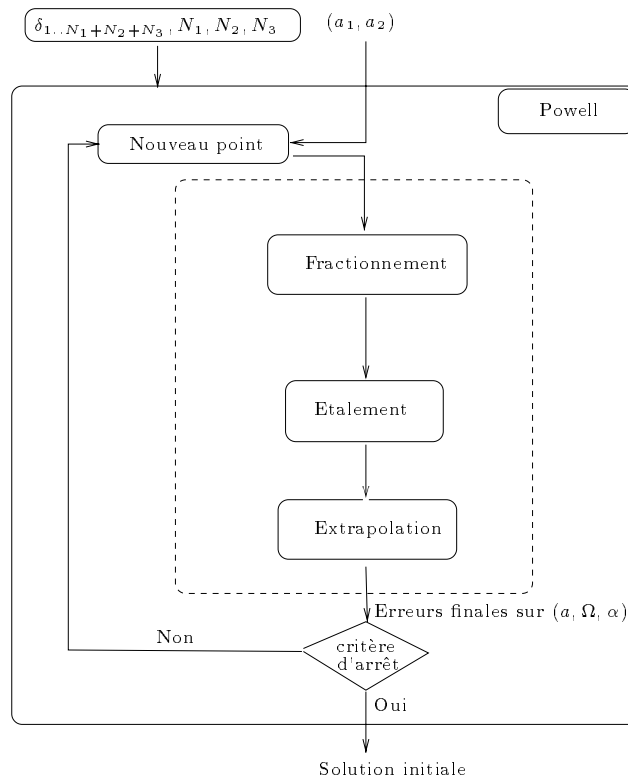 δ1..N1+N2+N3, N1, N2, N3
(a1, a2)
Powell
Nouveau point
Fractionnement
Etalement
Extrapolation
Erreurs finales sur (a, Ω, α)
Non
critère
d'arrêt
Oui
Solution initiale